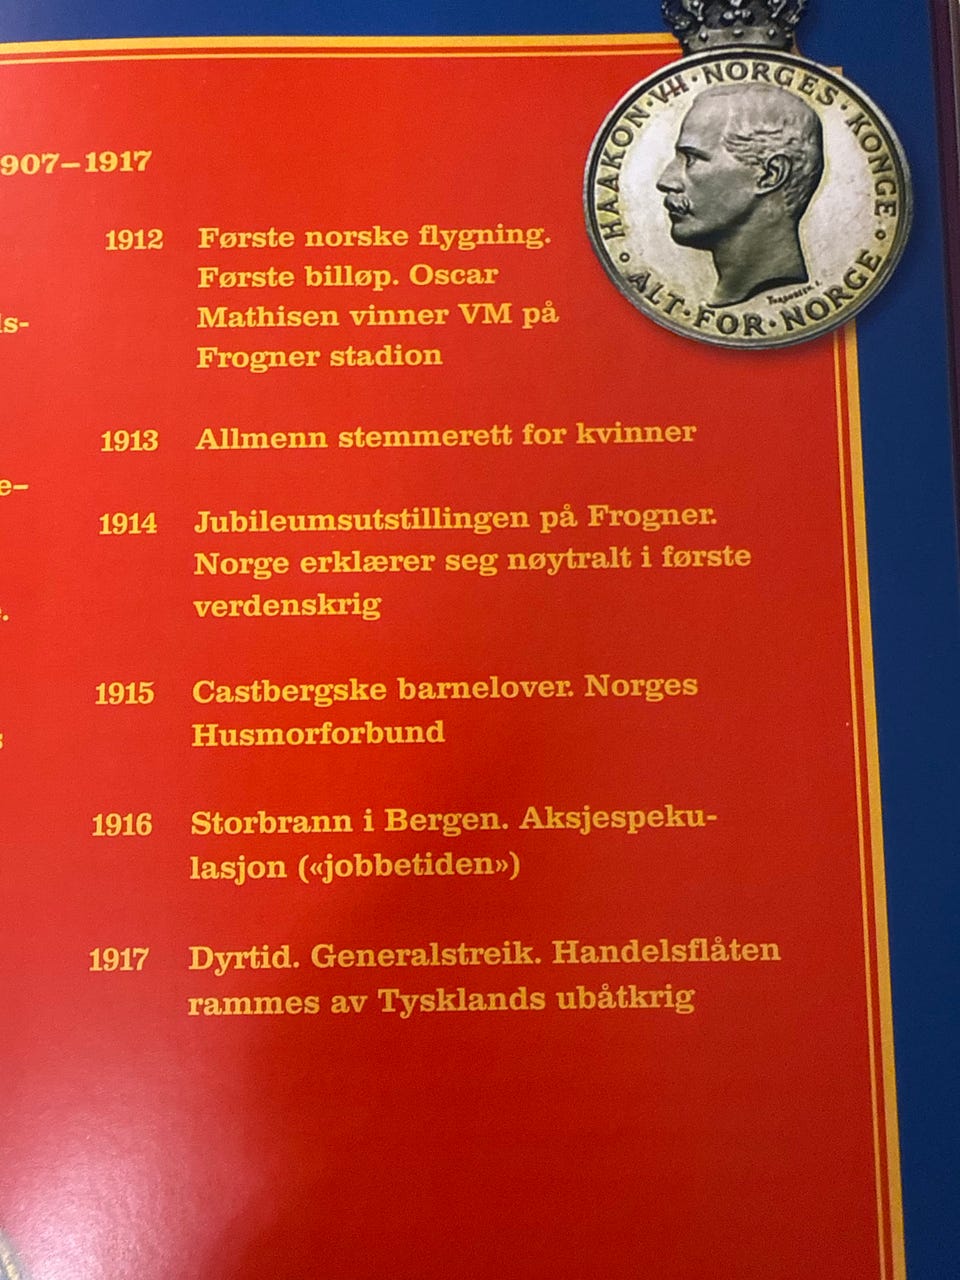 HAAKON · VII · NORGES · KONGE
ALT · FOR · NORGE
907–1917
1912 Første norske flygning.
Første billøp. Oscar
Mathisen vinner VM på
Frogner stadion
ls-
1913 Allmenn stemmerett for kvinner
e–
1914 Jubileumsutstillingen på Frogner.
Norge erklærer seg nøytralt i første
verdenskrig
1915 Castbergske barnelover. Norges
Husmorforbund
s
1916 Storbrann i Bergen. Aksjespeku-
lasjon («jobbetiden»)
1917 Dyrtid. Generalstreik. Handelsflåten
rammes av Tysklands ubåtkrig